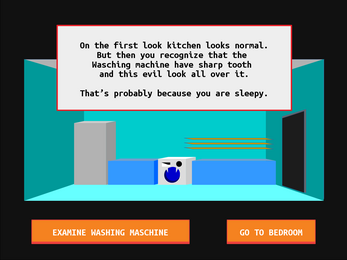 On the first look kitchen looks normal.
But then you recognize that the
Wasching machine have sharp tooth
and this evil look all over it.
That's probably because you are sleepy.
EXAMINE WASHING MASCHINE
GO TO BEDROOM